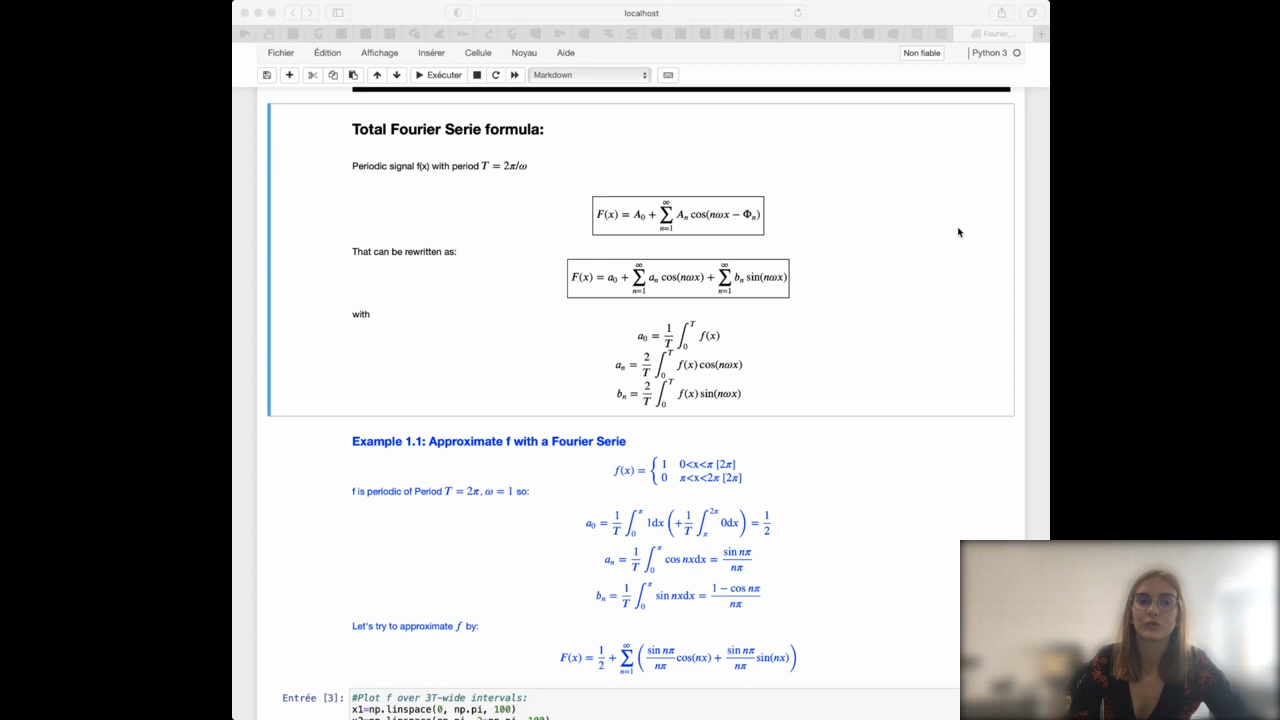 localhost
Fourier_...
Fichier Édition Affichage Insérer Cellule Noyau Aide Non fiable Python 3
Exécuter Markdown
Total Fourier Serie formula:
Periodic signal f(x) with period T = 2π/ω
F(x) = A₀ + ∑_{n=1}^{∞} Aₙ cos(nωx − Φₙ)
That can be rewritten as:
F(x) = a₀ + ∑_{n=1}^{∞} aₙ cos(nωx) + ∑_{n=1}^{∞} bₙ sin(nωx)
with
a₀ = 1/T ∫₀^T f(x)
aₙ = 2/T ∫₀^T f(x) cos(nωx)
bₙ = 2/T ∫₀^T f(x) sin(nωx)
Example 1.1: Approximate f with a Fourier Serie
f(x) = { 1 0<x<π [2π]
0 π<x<2π [2π]
f is periodic of Period T = 2π, ω = 1 so:
a₀ = 1/T ∫₀^π 1dx (+1/T ∫_π^{2π} 0dx) = 1/2
aₙ = 1/T ∫₀^π cos nxdx = sin nπ/nπ
bₙ = 1/T ∫₀^π sin nxdx = 1 − cos nπ/nπ
Let's try to approximate f by:
F(x) = 1/2 + ∑_{n=1}^{∞} (sin nπ/nπ cos(nx) + sin nπ/nπ sin(nx))
Entrée [3]: #Plot f over 3T-wide intervals:
x1=np.linspace(0, np.pi, 100)